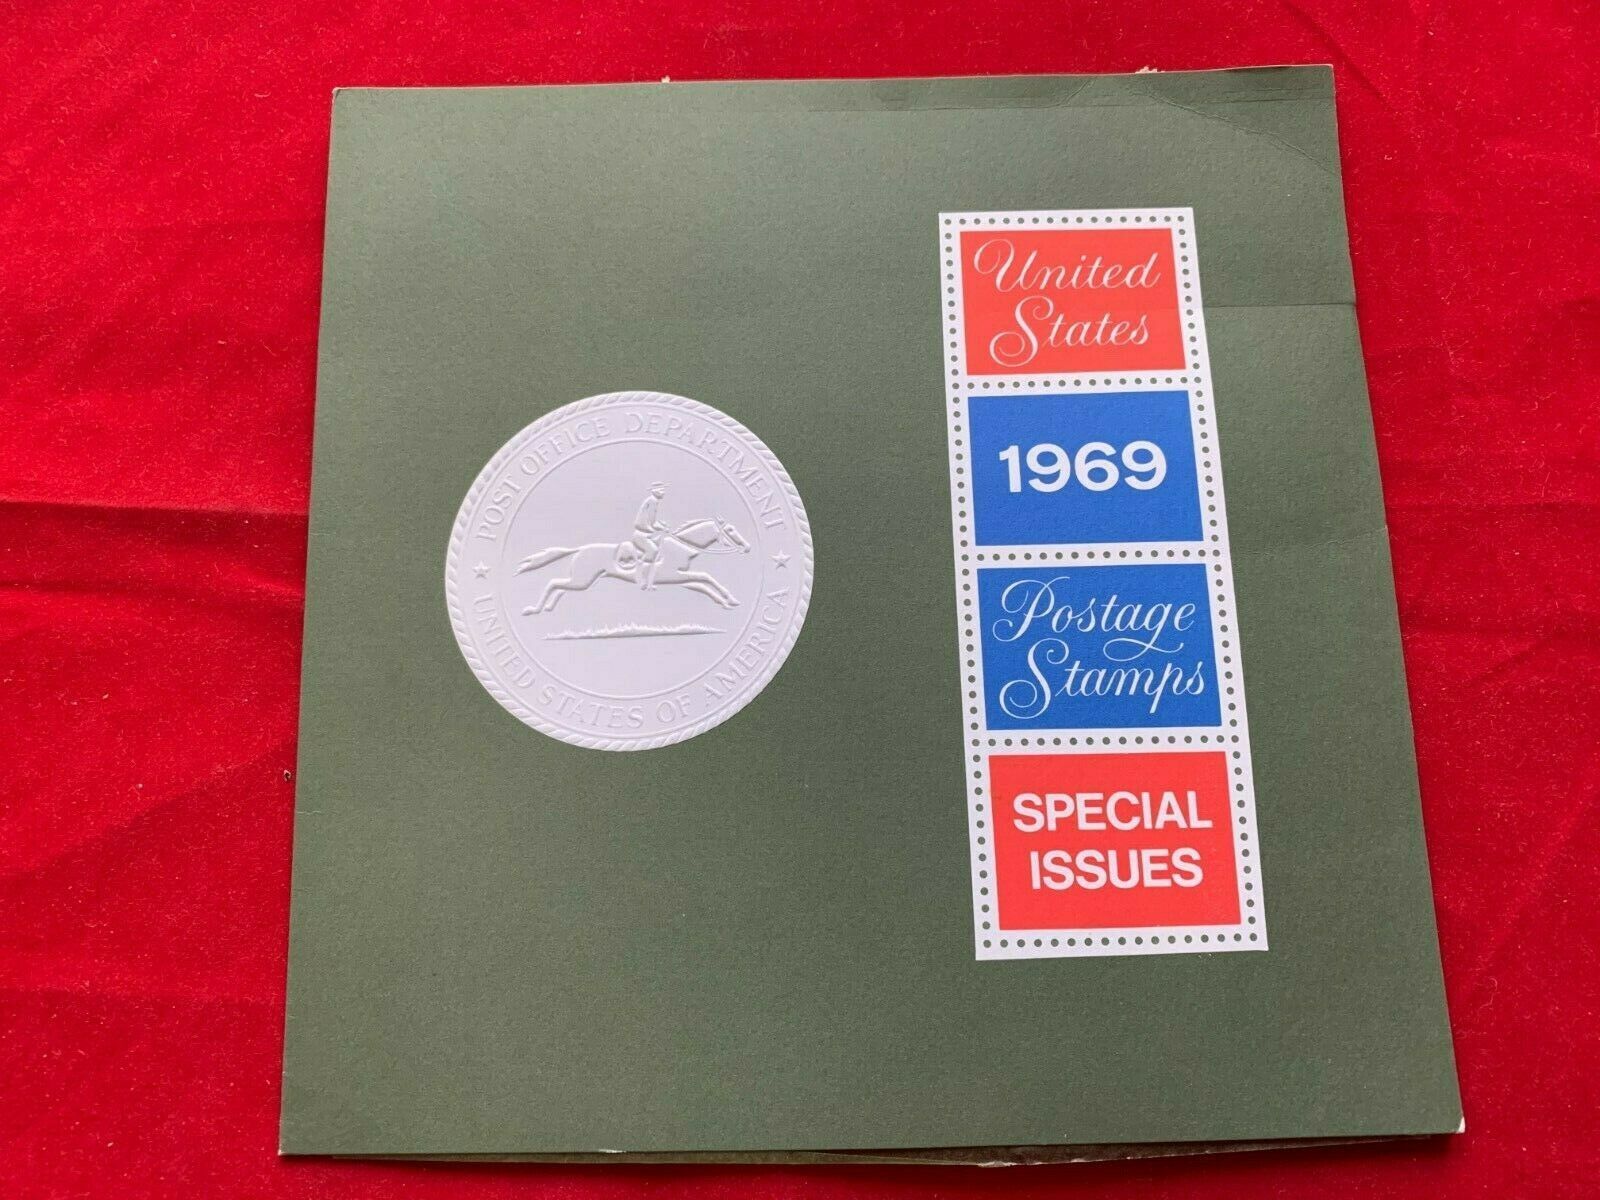 POST OFFICE DEPARTMENT
★ UNITED STATES OF AMERICA ★
United
States
1969
Postage
Stamps
SPECIAL
ISSUES